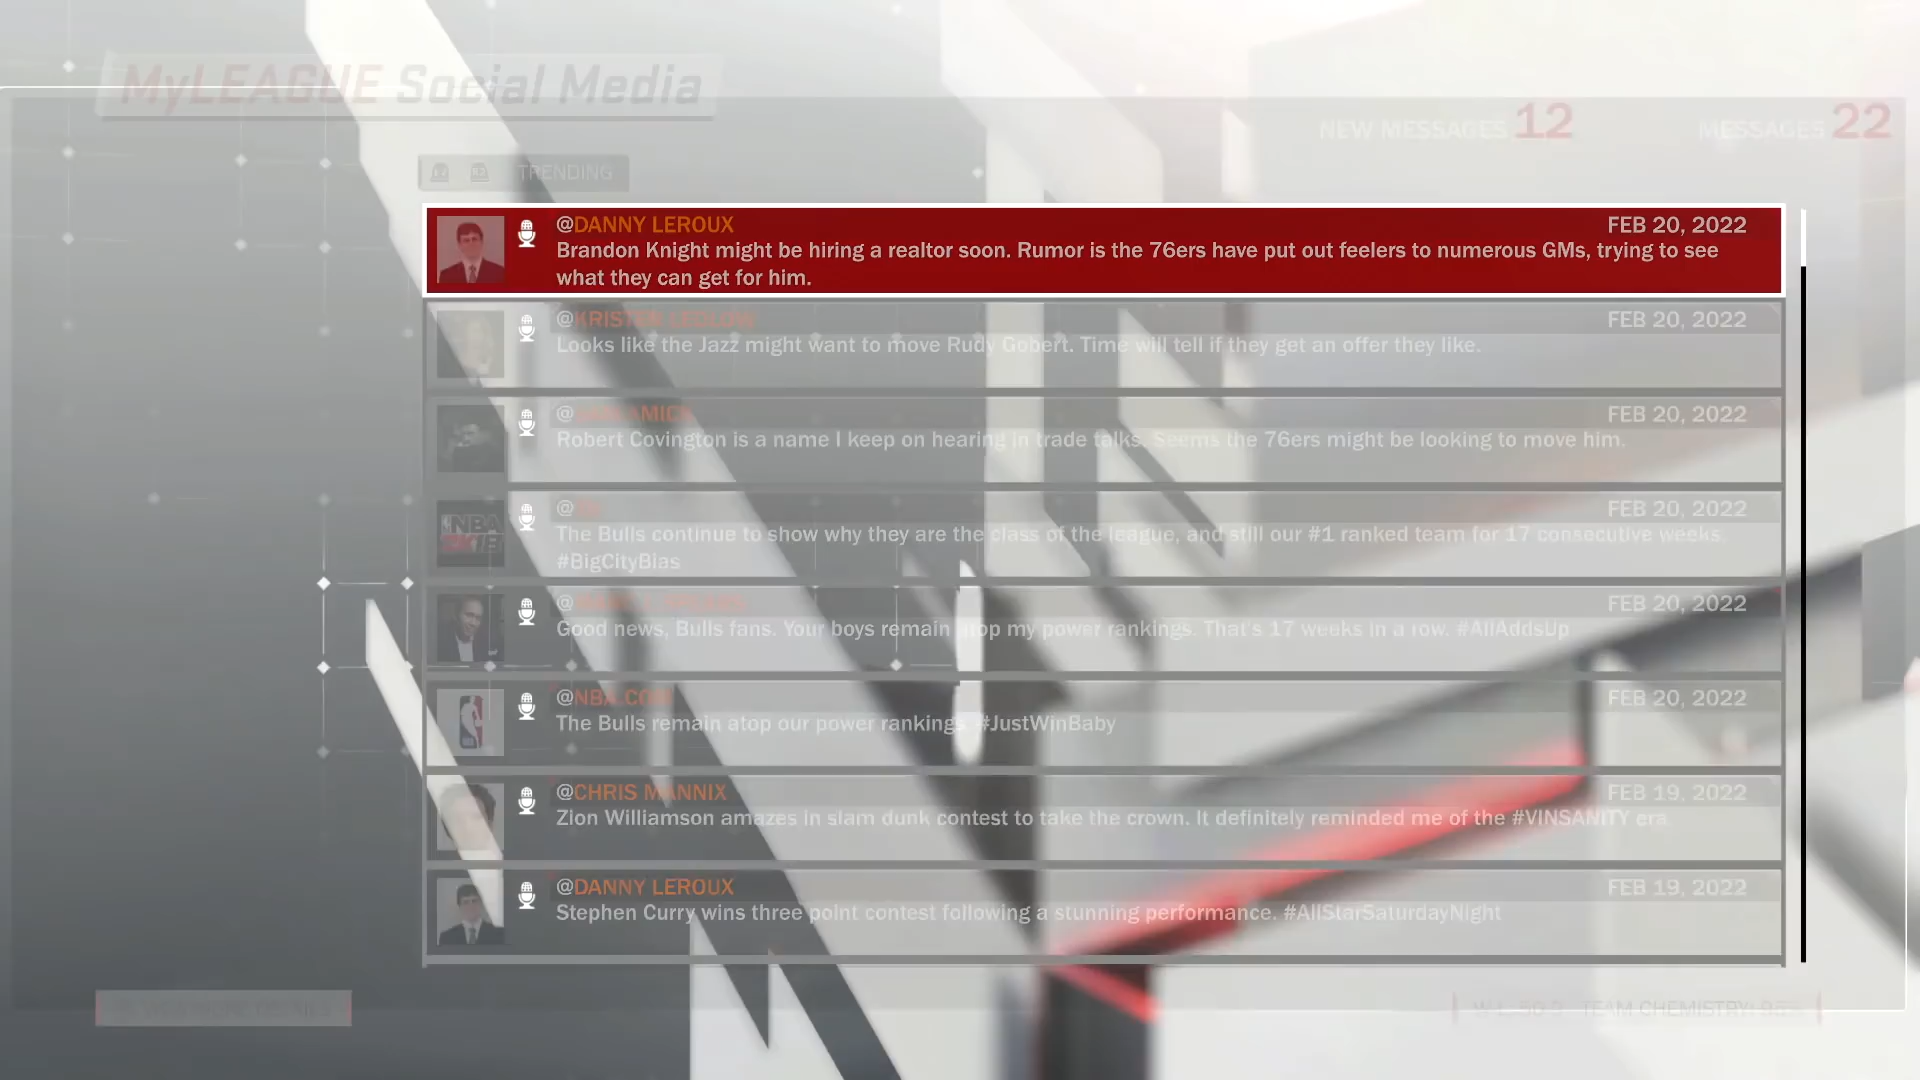 MyLEAGUE Social Media
NEW MESSAGES 12
MESSAGES 22
TRENDING
@DANNY LEROUX
FEB 20, 2022
Brandon Knight might be hiring a realtor soon. Rumor is the 76ers have put out feelers to numerous GMs, trying to see
what they can get for him.
@KRISTEN LEDLOW
FEB 20, 2022
Looks like the Jazz might want to move Rudy Gobert. Time will tell if they get an offer they like.
@
FEB 20, 2022
Robert Covington is a name I keep on hearing in trade talks. Seems the 76ers might be looking to move him.
NBA
2K18
@
FEB 20, 2022
The Bulls continue to show why they are the class of the league, and still our #1 ranked team for 17 consecutive weeks.
#BigCityBias
@
FEB 20, 2022
Good news, Bulls fans. Your boys remain atop my power rankings. That's 17 weeks in a row. #AllAddsUp
@NBA.COM
FEB 20, 2022
The Bulls remain atop our power rankings. #JustWinBaby
@CHRIS MANNIX
FEB 19, 2022
Zion Williamson amazes in slam dunk contest to take the crown. It definitely reminded me of the #VINSANITY era.
@DANNY LEROUX
FEB 19, 2022
Stephen Curry wins three point contest following a stunning performance. #AllStarSaturdayNight
TEAM CHEMISTRY: